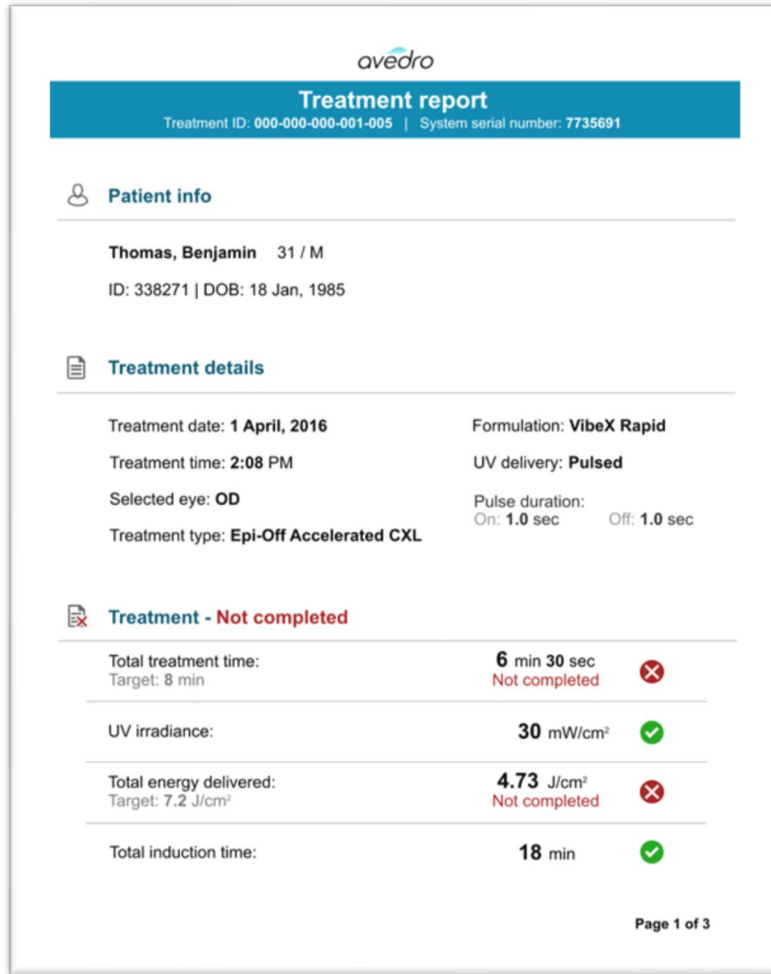 avedro
Treatment report
Treatment ID: 000-000-000-001-005 | System serial number: 7735691
Patient info
Thomas, Benjamin 31 / M
ID: 338271 | DOB: 18 Jan, 1985
Treatment details
Treatment date: 1 April, 2016
Treatment time: 2:08 PM
Selected eye: OD
Treatment type: Epi-Off Accelerated CXL
Formulation: VibeX Rapid
UV delivery: Pulsed
Pulse duration:
On: 1.0 sec Off: 1.0 sec
Treatment - Not completed
Total treatment time: 6 min 30 sec
Target: 8 min Not completed
UV irradiance: 30 mW/cm²
Total energy delivered: 4.73 J/cm²
Target: 7.2 J/cm² Not completed
Total induction time: 18 min
Page 1 of 3